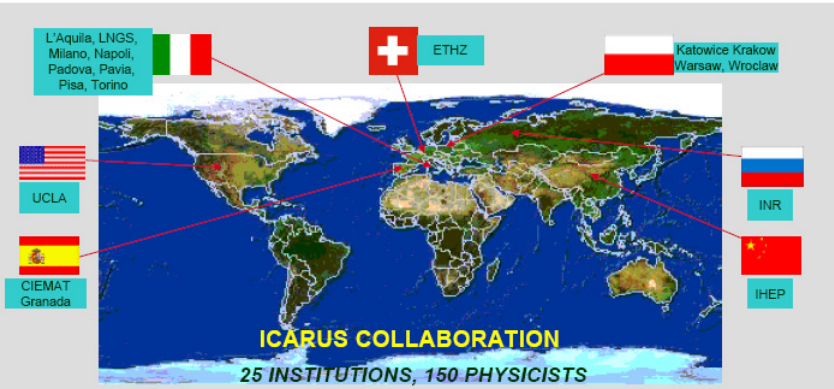 L'Aquila, LNGS,
Milano, Napoli,
Padova, Pavia,
Pisa, Torino
ETHZ
Katowice Krakow
Warsaw, Wroclaw
UCLA
INR
CIEMAT
Granada
IHEP
ICARUS COLLABORATION
25 INSTITUTIONS, 150 PHYSICISTS